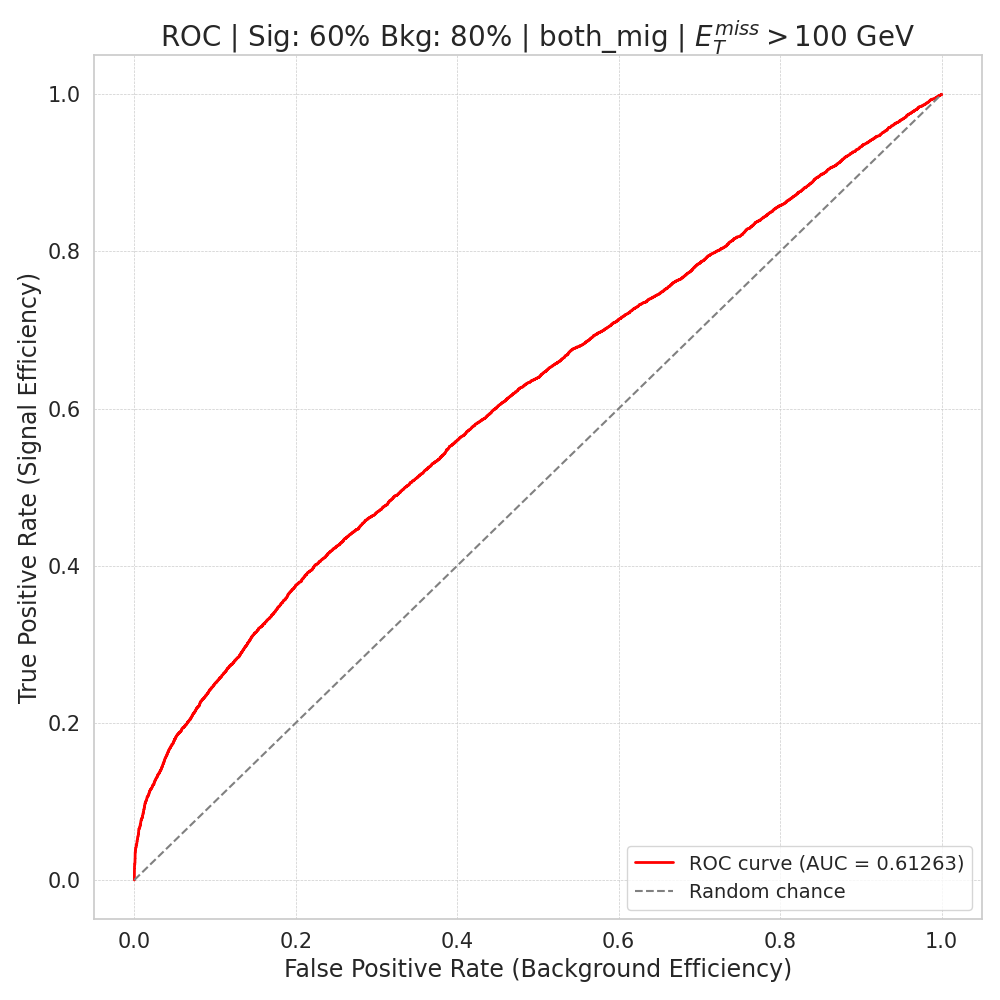 ROC | Sig: 60% Bkg: 80% | both_mig | $E_T^{miss} > 100$ GeV
True Positive Rate (Signal Efficiency)
1.0
0.8
0.6
0.4
0.2
0.0
0.0 0.2 0.4 0.6 0.8 1.0
False Positive Rate (Background Efficiency)
ROC curve (AUC = 0.61263)
Random chance